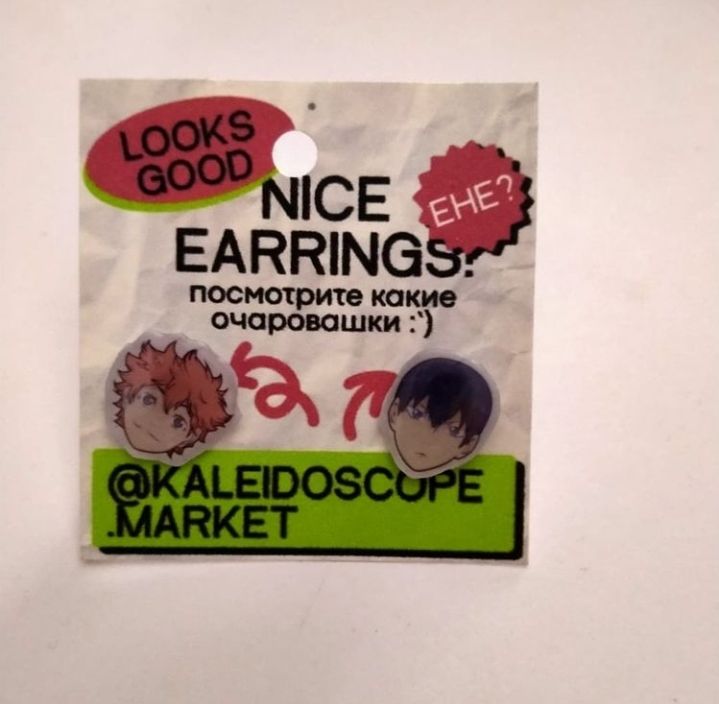 LOOKS
GOOD
NICE
EHE?
EARRINGS!
посмотрите какие
очаровашки :')
@KALEIDOSCOPE
.MARKET